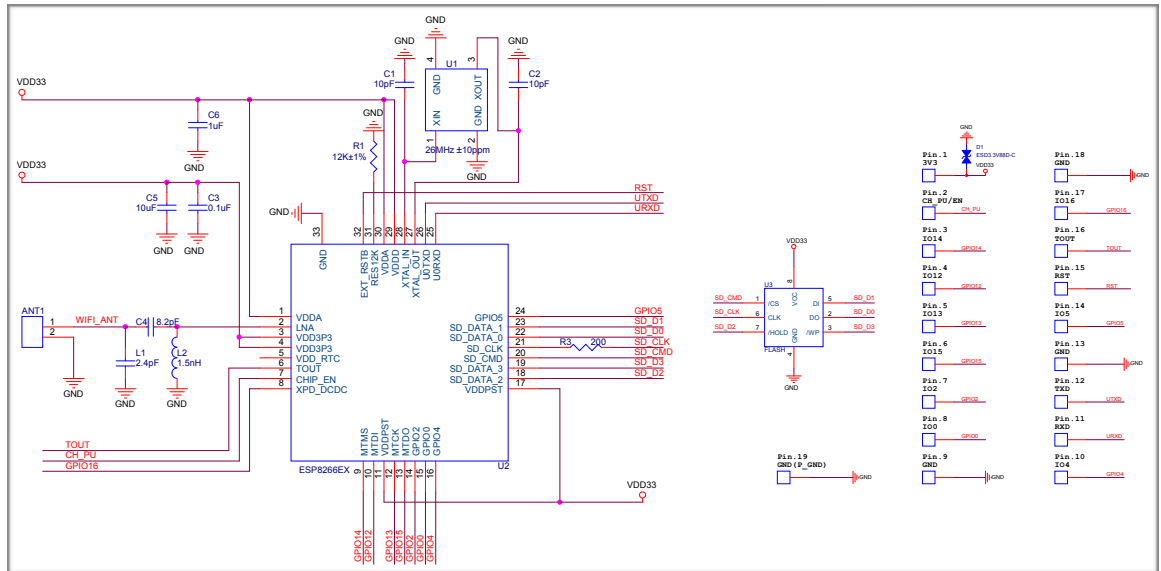 GND
GND
GND
GND
VDD33
4
3
U1
C1
10pF
GND
XOUT
XIN
GND
C2
10pF
1
2
26MHz ±10ppm
GND
C6
1uF
GND
GND
R1
12K±1%
VDD33
C5
10uF
C3
0.1uF
GND
GND
RST
UTXD
URXD
GND
33
32
31
30
29
28
27
26
25
GND
EXT_RSTB
RES12K
VDDA
VDDD
XTAL_IN
XTAL_OUT
U0TXD
U0RXD
ANT1
1
2
WIFI_ANT
C4
8.2pF
L1
2.4pF
L2
1.5nH
GND
GND
GND
1 VDDA
2 LNA
3 VDD3P3
4 VDD3P3
5 VDD_RTC
6 TOUT
7 CHIP_EN
8 XPD_DCDC
GPIO5 24 GPIO5
SD_DATA_1 23 SD_D1
SD_DATA_0 22 SD_D0
SD_CLK 21 R3 200 SD_CLK
SD_CMD 20 SD_CMD
SD_DATA_3 19 SD_D3
SD_DATA_2 18 SD_D2
VDDPST 17
TOUT
CH_PU
GPIO16
MTMS
MTDI
VDDPST
MTCK
MTDO
GPIO2
GPIO0
GPIO4
ESP8266EX
U2
9
10
11
12
13
14
15
16
VDD33
GPIO14
GPIO12
GPIO13
GPIO15
GPIO2
GPIO0
GPIO4
VDD33
8
U3
VCC
SD_CMD 1 /CS DI 5 SD_D1
SD_CLK 6 CLK DO 2 SD_D0
SD_D2 7 /HOLD /WP 3 SD_D3
GND
FLASH
4
GND
GND
D1
ESD3.3V88D-C
VDD33
Pin.1
3V3
Pin.2
CH_PU/EN
CH_PU
Pin.3
IO14
GPIO14
Pin.4
IO12
GPIO12
Pin.5
IO13
GPIO13
Pin.6
IO15
GPIO15
Pin.7
IO2
GPIO2
Pin.8
IO0
GPIO0
Pin.19
GND(P_GND)
GND
Pin.9
GND
GND
Pin.18
GND
GND
Pin.17
IO16
GPIO16
Pin.16
TOUT
TOUT
Pin.15
RST
RST
Pin.14
IO5
GPIO5
Pin.13
GND
GND
Pin.12
TXD
UTXD
Pin.11
RXD
URXD
Pin.10
IO4
GPIO4